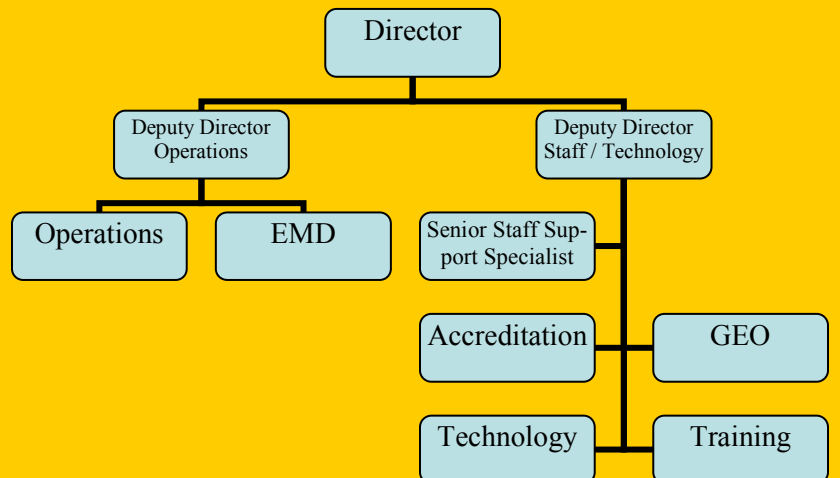 Director
Deputy Director
Operations
Deputy Director
Staff / Technology
Operations
EMD
Senior Staff Sup-
port Specialist
Accreditation
GEO
Technology
Training